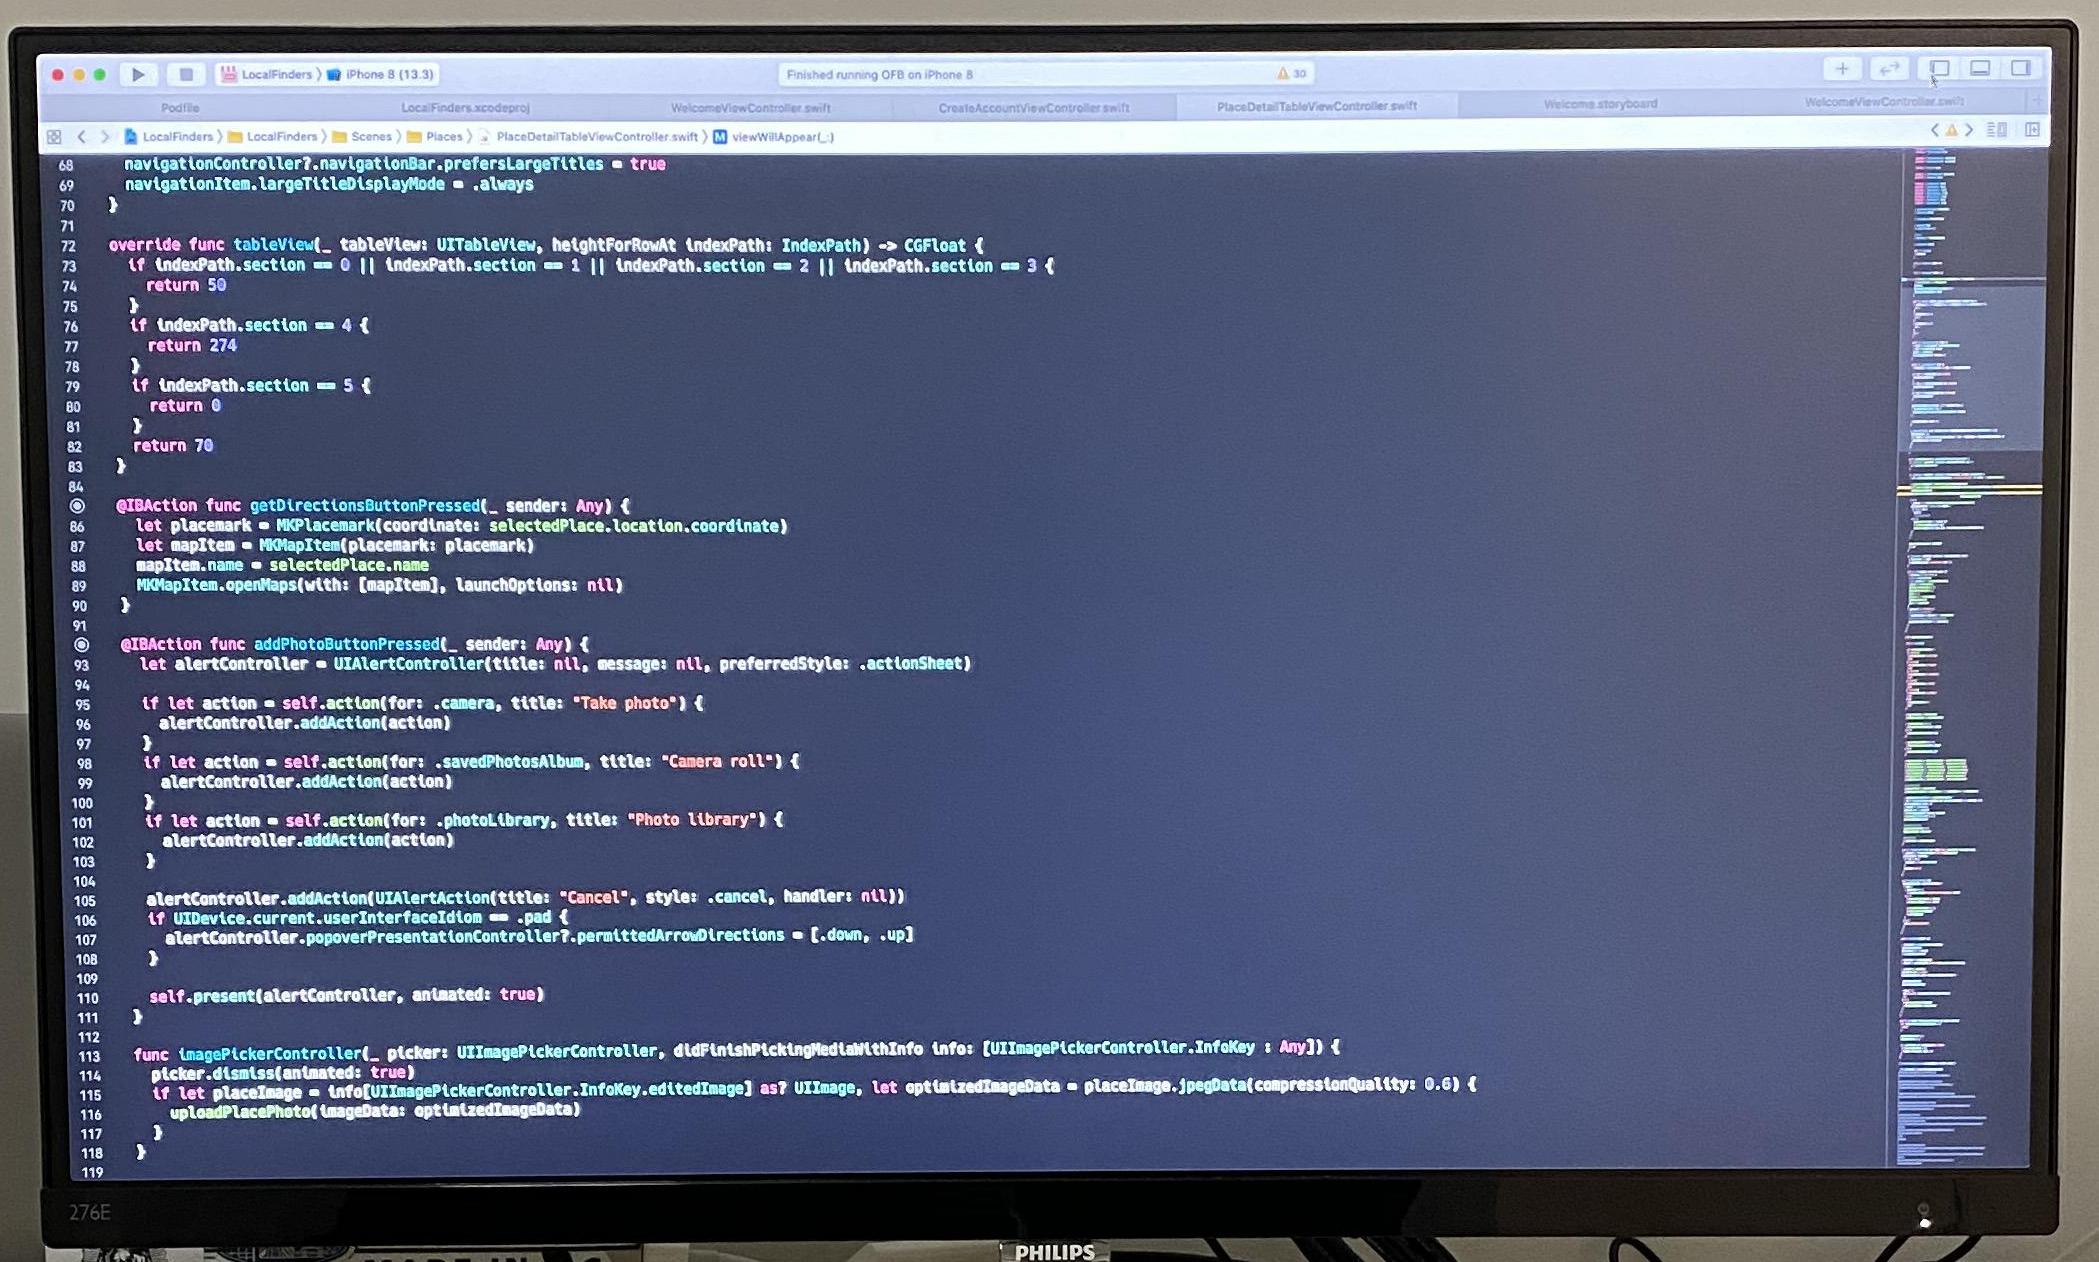 LocalFinders › iPhone 8 (13.3)
Finished running OFB on iPhone 8
30
Podfile
LocalFinders.xcodeproj
WelcomeViewController.swift
CreateAccountViewController.swift
PlaceDetailTableViewController.swift
Welcome.storyboard
WelcomeViewController.swift
LocalFinders › LocalFinders › Scenes › Places › PlaceDetailTableViewController.swift › M viewWillAppear(_:)
68 navigationController?.navigationBar.prefersLargeTitles = true
69 navigationItem.largeTitleDisplayMode = .always
70 }
71
72 override func tableView(_ tableView: UITableView, heightForRowAt indexPath: IndexPath) -> CGFloat {
73 if indexPath.section == 0 || indexPath.section == 1 || indexPath.section == 2 || indexPath.section == 3 {
74 return 50
75 }
76 if indexPath.section == 4 {
77 return 274
78 }
79 if indexPath.section == 5 {
80 return 0
81 }
82 return 70
83 }
84
@IBAction func getDirectionsButtonPressed(_ sender: Any) {
86 let placemark = MKPlacemark(coordinate: selectedPlace.location.coordinate)
87 let mapItem = MKMapItem(placemark: placemark)
88 mapItem.name = selectedPlace.name
89 MKMapItem.openMaps(with: [mapItem], launchOptions: nil)
90 }
91
@IBAction func addPhotoButtonPressed(_ sender: Any) {
93 let alertController = UIAlertController(title: nil, message: nil, preferredStyle: .actionSheet)
94
95 if let action = self.action(for: .camera, title: "Take photo") {
96 alertController.addAction(action)
97 }
98 if let action = self.action(for: .savedPhotosAlbum, title: "Camera roll") {
99 alertController.addAction(action)
100 }
101 if let action = self.action(for: .photoLibrary, title: "Photo library") {
102 alertController.addAction(action)
103 }
104
105 alertController.addAction(UIAlertAction(title: "Cancel", style: .cancel, handler: nil))
106 if UIDevice.current.userInterfaceIdiom == .pad {
107 alertController.popoverPresentationController?.permittedArrowDirections = [.down, .up]
108 }
109
110 self.present(alertController, animated: true)
111 }
112
113 func imagePickerController(_ picker: UIImagePickerController, didFinishPickingMediaWithInfo info: [UIImagePickerController.InfoKey : Any]) {
114 picker.dismiss(animated: true)
115 if let placeImage = info[UIImagePickerController.InfoKey.editedImage] as? UIImage, let optimizedImageData = placeImage.jpegData(compressionQuality: 0.6) {
116 uploadPlacePhoto(imageData: optimizedImageData)
117 }
118 }
119
276E
PHILIPS